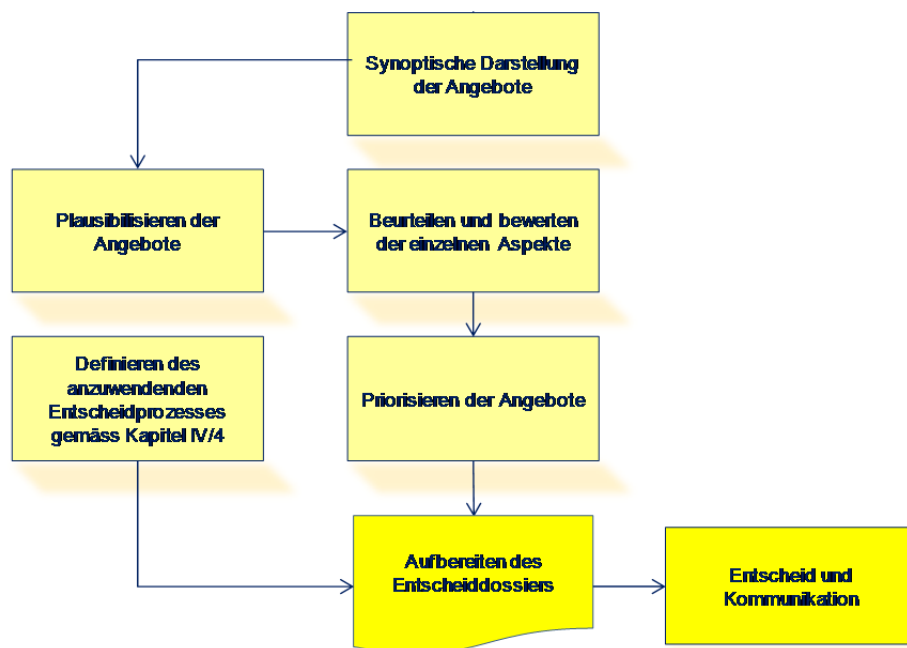 Synoptische Darstellung
der Angebote
Plausibilisieren der
Angebote
Beurteilen und bewerten
der einzelnen Aspekte
Definieren des
anzuwendenden
Entscheidprozesses
gemäss Kapitel IV/4
Priorisieren der Angebote
Aufbereiten des
Entscheiddossiers
Entscheid und
Kommunikation